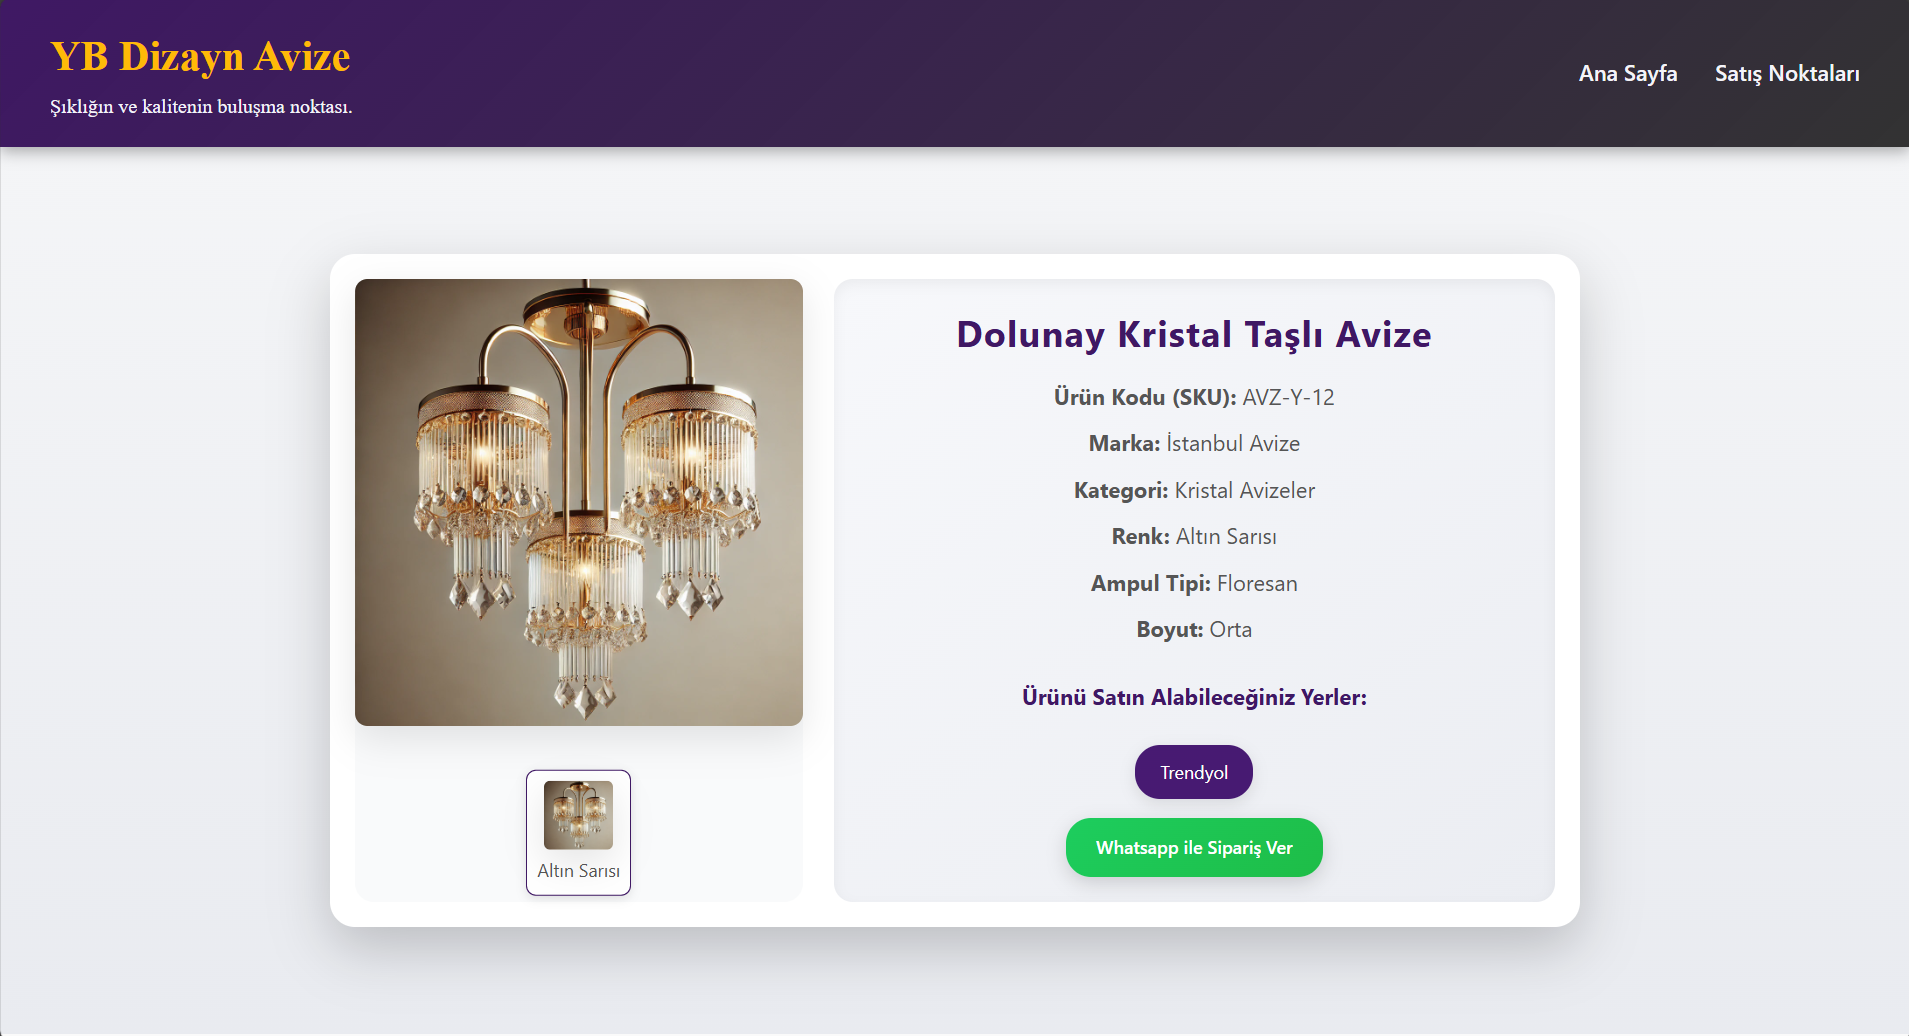 YB Dizayn Avize
Şıklığın ve kalitenin buluşma noktası.
Ana Sayfa
Satış Noktaları
Altın Sarısı
Dolunay Kristal Taşlı Avize
Ürün Kodu (SKU): AVZ-Y-12
Marka: İstanbul Avize
Kategori: Kristal Avizeler
Renk: Altın Sarısı
Ampul Tipi: Floresan
Boyut: Orta
Ürünü Satın Alabileceğiniz Yerler:
Trendyol
Whatsapp ile Sipariş Ver